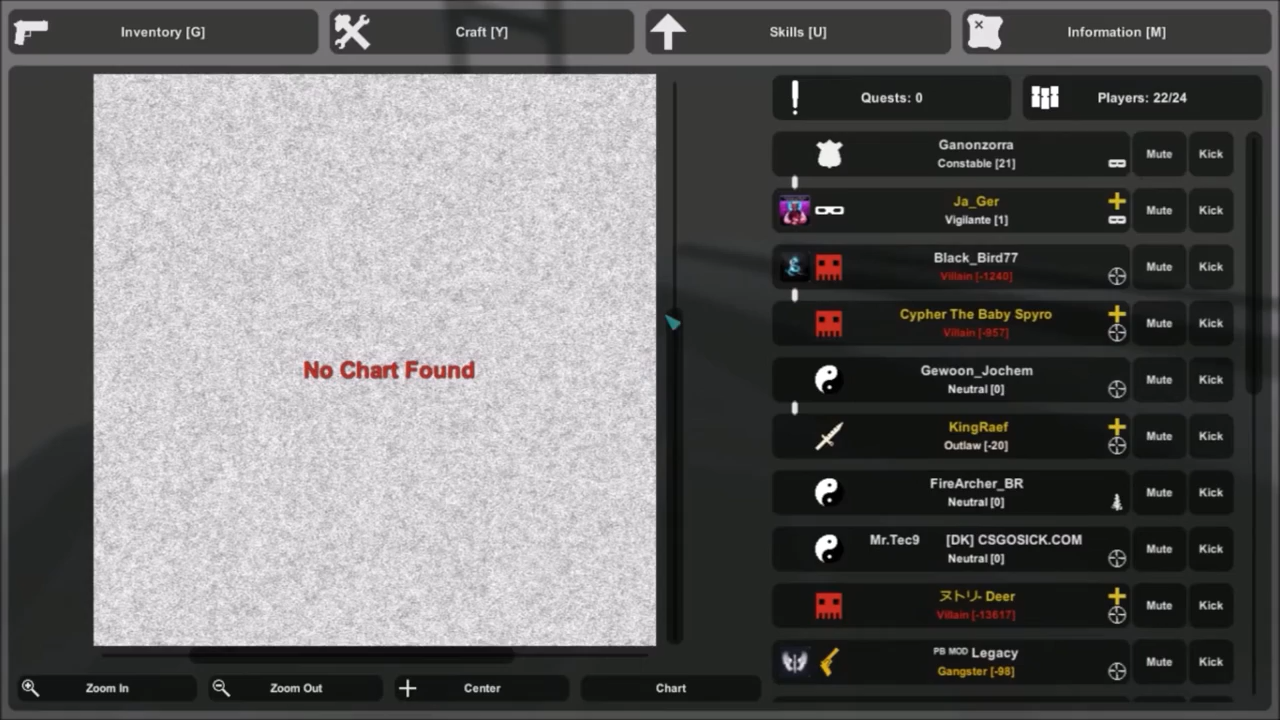 Inventory [G]
Craft [Y]
Skills [U]
Information [M]
Quests: 0
Players: 22/24
Ganonzorra
Constable [21]
Mute
Kick
Ja_Ger
Vigilante [1]
Mute
Kick
Black_Bird77
Villain [-1240]
Mute
Kick
Cypher The Baby Spyro
Villain [-957]
Mute
Kick
No Chart Found
Gewoon_Jochem
Neutral [0]
Mute
Kick
KingRaef
Outlaw [-20]
Mute
Kick
FireArcher_BR
Neutral [0]
Mute
Kick
Mr.Tec9 [DK] CSGOSICK.COM
Neutral [0]
Mute
Kick
ヌトリ- Deer
Villain [-13617]
Mute
Kick
PB MOD Legacy
Gangster [-98]
Mute
Kick
Zoom In
Zoom Out
Center
Chart